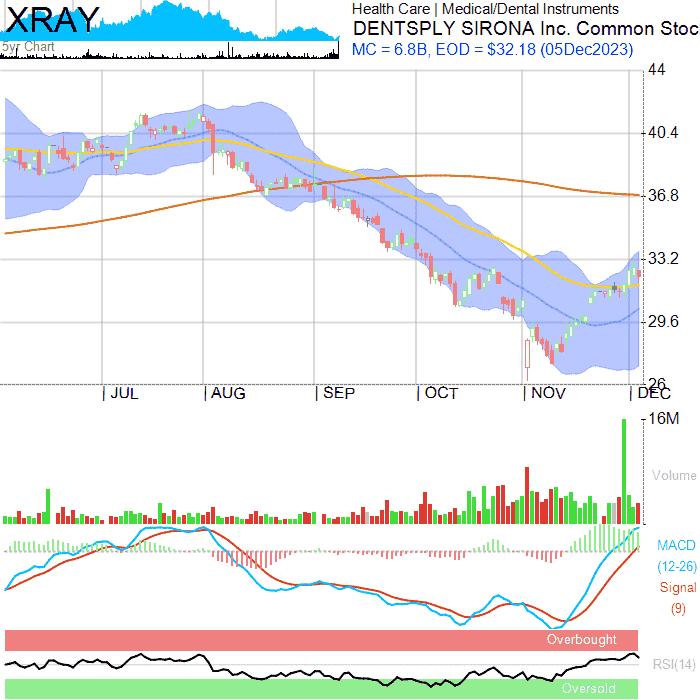 XRAY
5yr Chart
Health Care | Medical/Dental Instruments
DENTSPLY SIRONA Inc. Common Stoc
MC = 6.8B, EOD = $32.18 (05Dec2023)
44
40.4
36.8
33.2
29.6
26
JUL AUG SEP OCT NOV DEC
16M
Volume
MACD
(12-26)
Signal
(9)
Overbought
RSI(14)
Oversold